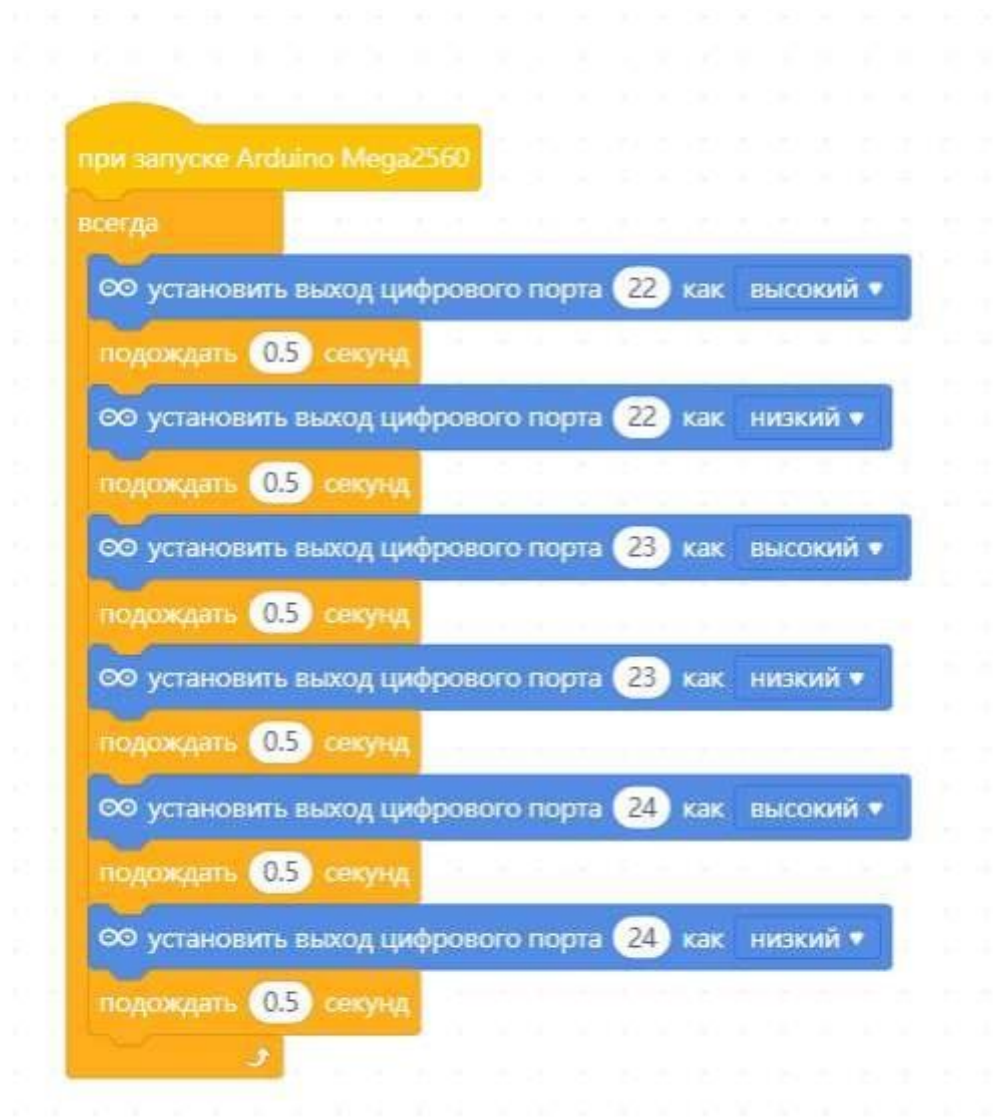 при запуске Arduino Mega2560
всегда
установить выход цифрового порта 22 как высокий
подождать 0.5 секунд
установить выход цифрового порта 22 как низкий
подождать 0.5 секунд
установить выход цифрового порта 23 как высокий
подождать 0.5 секунд
установить выход цифрового порта 23 как низкий
подождать 0.5 секунд
установить выход цифрового порта 24 как высокий
подождать 0.5 секунд
установить выход цифрового порта 24 как низкий
подождать 0.5 секунд